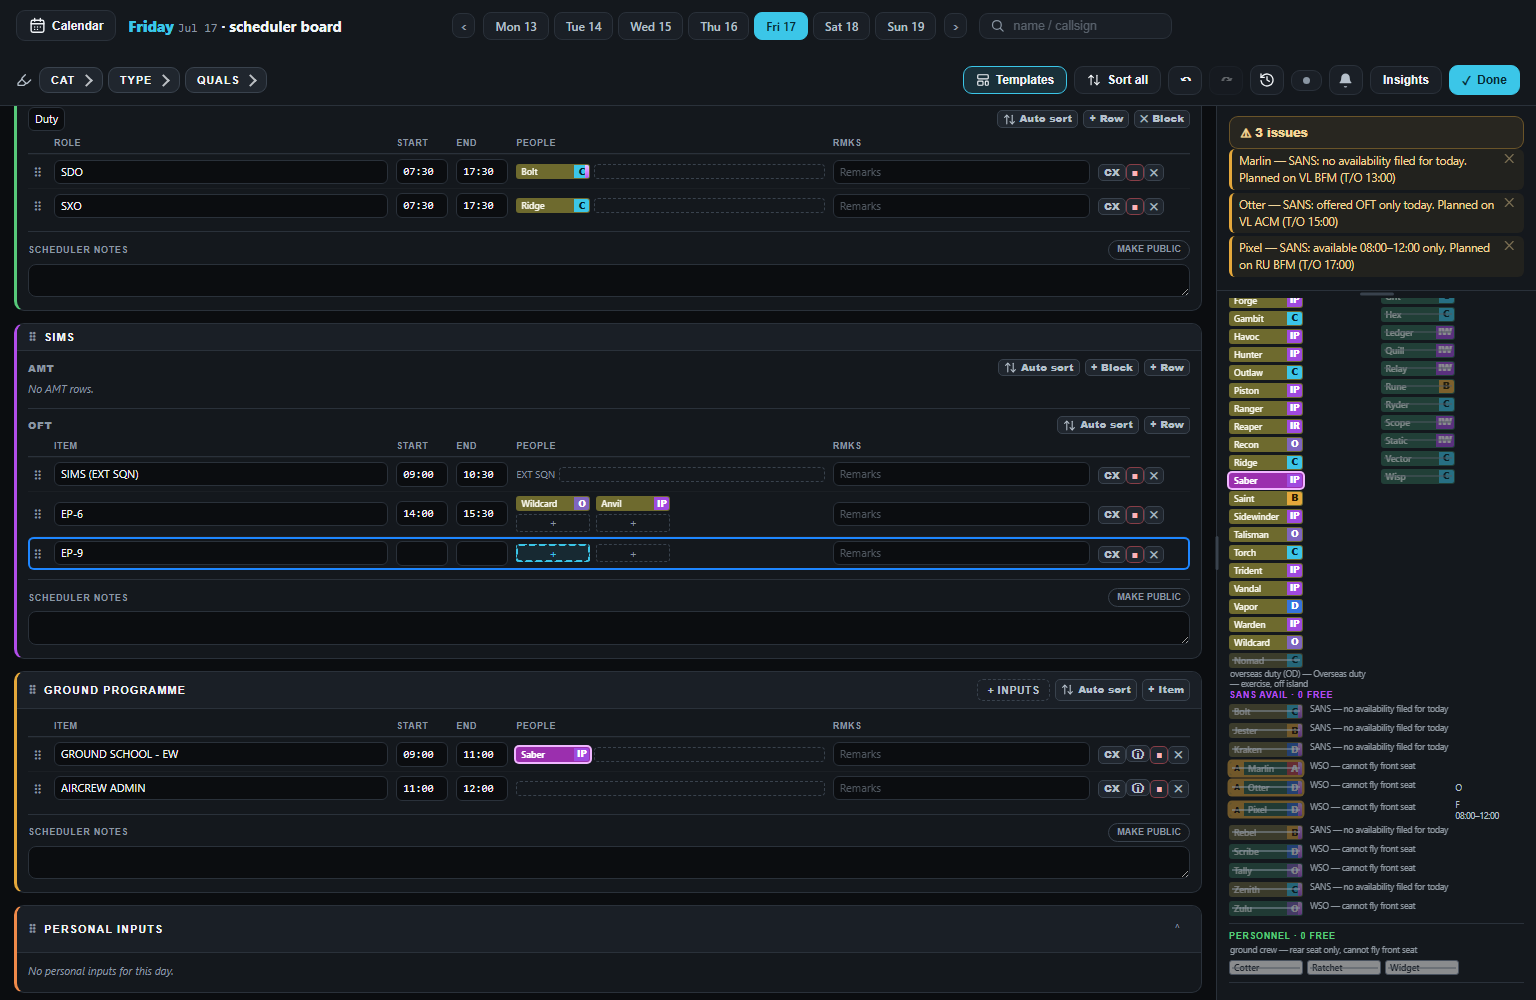 Calendar
Friday Jul 17 · scheduler board
‹ Mon 13 Tue 14 Wed 15 Thu 16 Fri 17 Sat 18 Sun 19 ›
name / callsign
CAT TYPE QUALS
Templates Sort all Insights ✓ Done
Duty Auto sort + Row ✕ Block
ROLE START END PEOPLE RMKS
SDO 07:30 17:30 Bolt C Remarks CX ✕
SXO 07:30 17:30 Ridge C Remarks CX ✕
SCHEDULER NOTES MAKE PUBLIC
SIMS
AMT Auto sort + Block + Row
No AMT rows.
OFT Auto sort + Row
ITEM START END PEOPLE RMKS
SIMS (EXT SQN) 09:00 10:30 EXT SQN Remarks CX ✕
EP-6 14:00 15:30 Wildcard O Anvil IP Remarks CX ✕
+ +
EP-9 + + Remarks CX ✕
SCHEDULER NOTES MAKE PUBLIC
GROUND PROGRAMME + INPUTS Auto sort + Item
ITEM START END PEOPLE RMKS
GROUND SCHOOL - EW 09:00 11:00 Saber IP Remarks CX ✕
AIRCREW ADMIN 11:00 12:00 Remarks CX ✕
SCHEDULER NOTES MAKE PUBLIC
PERSONAL INPUTS ^
No personal inputs for this day.
⚠ 3 issues
Marlin — SANS: no availability filed for today.
Planned on VL BFM (T/O 13:00)
Otter — SANS: offered OFT only today. Planned on
VL ACM (T/O 15:00)
Pixel — SANS: available 08:00–12:00 only. Planned
on RU BFM (T/O 17:00)
Forge IP
Gambit C
Havoc IP
Hunter IP
Outlaw C
Piston IP
Ranger IP
Reaper IR
Recon O
Ridge C
Saber IP
Saint B
Sidewinder IP
Talisman O
Torch C
Trident IP
Vandal IP
Vapor D
Warden IP
Wildcard O
Nomad C
Hex C
Ledger
Quill
Relay
Rune B
Ryder C
Scope
Static
Vector C
Wisp C
overseas duty (OD) — Overseas duty
— exercise, off island
SANS AVAIL · 0 FREE
Bolt C SANS — no availability filed for today
Jester B SANS — no availability filed for today
Kraken D SANS — no availability filed for today
A Marlin A WSO — cannot fly front seat
A Otter D WSO — cannot fly front seat O
A Pixel D WSO — cannot fly front seat F
08:00–12:00
Rebel B SANS — no availability filed for today
Scribe D WSO — cannot fly front seat
Tally O WSO — cannot fly front seat
Zenith C SANS — no availability filed for today
Zulu O WSO — cannot fly front seat
PERSONNEL · 0 FREE
ground crew — rear seat only, cannot fly front seat
Cotter Ratchet Widget